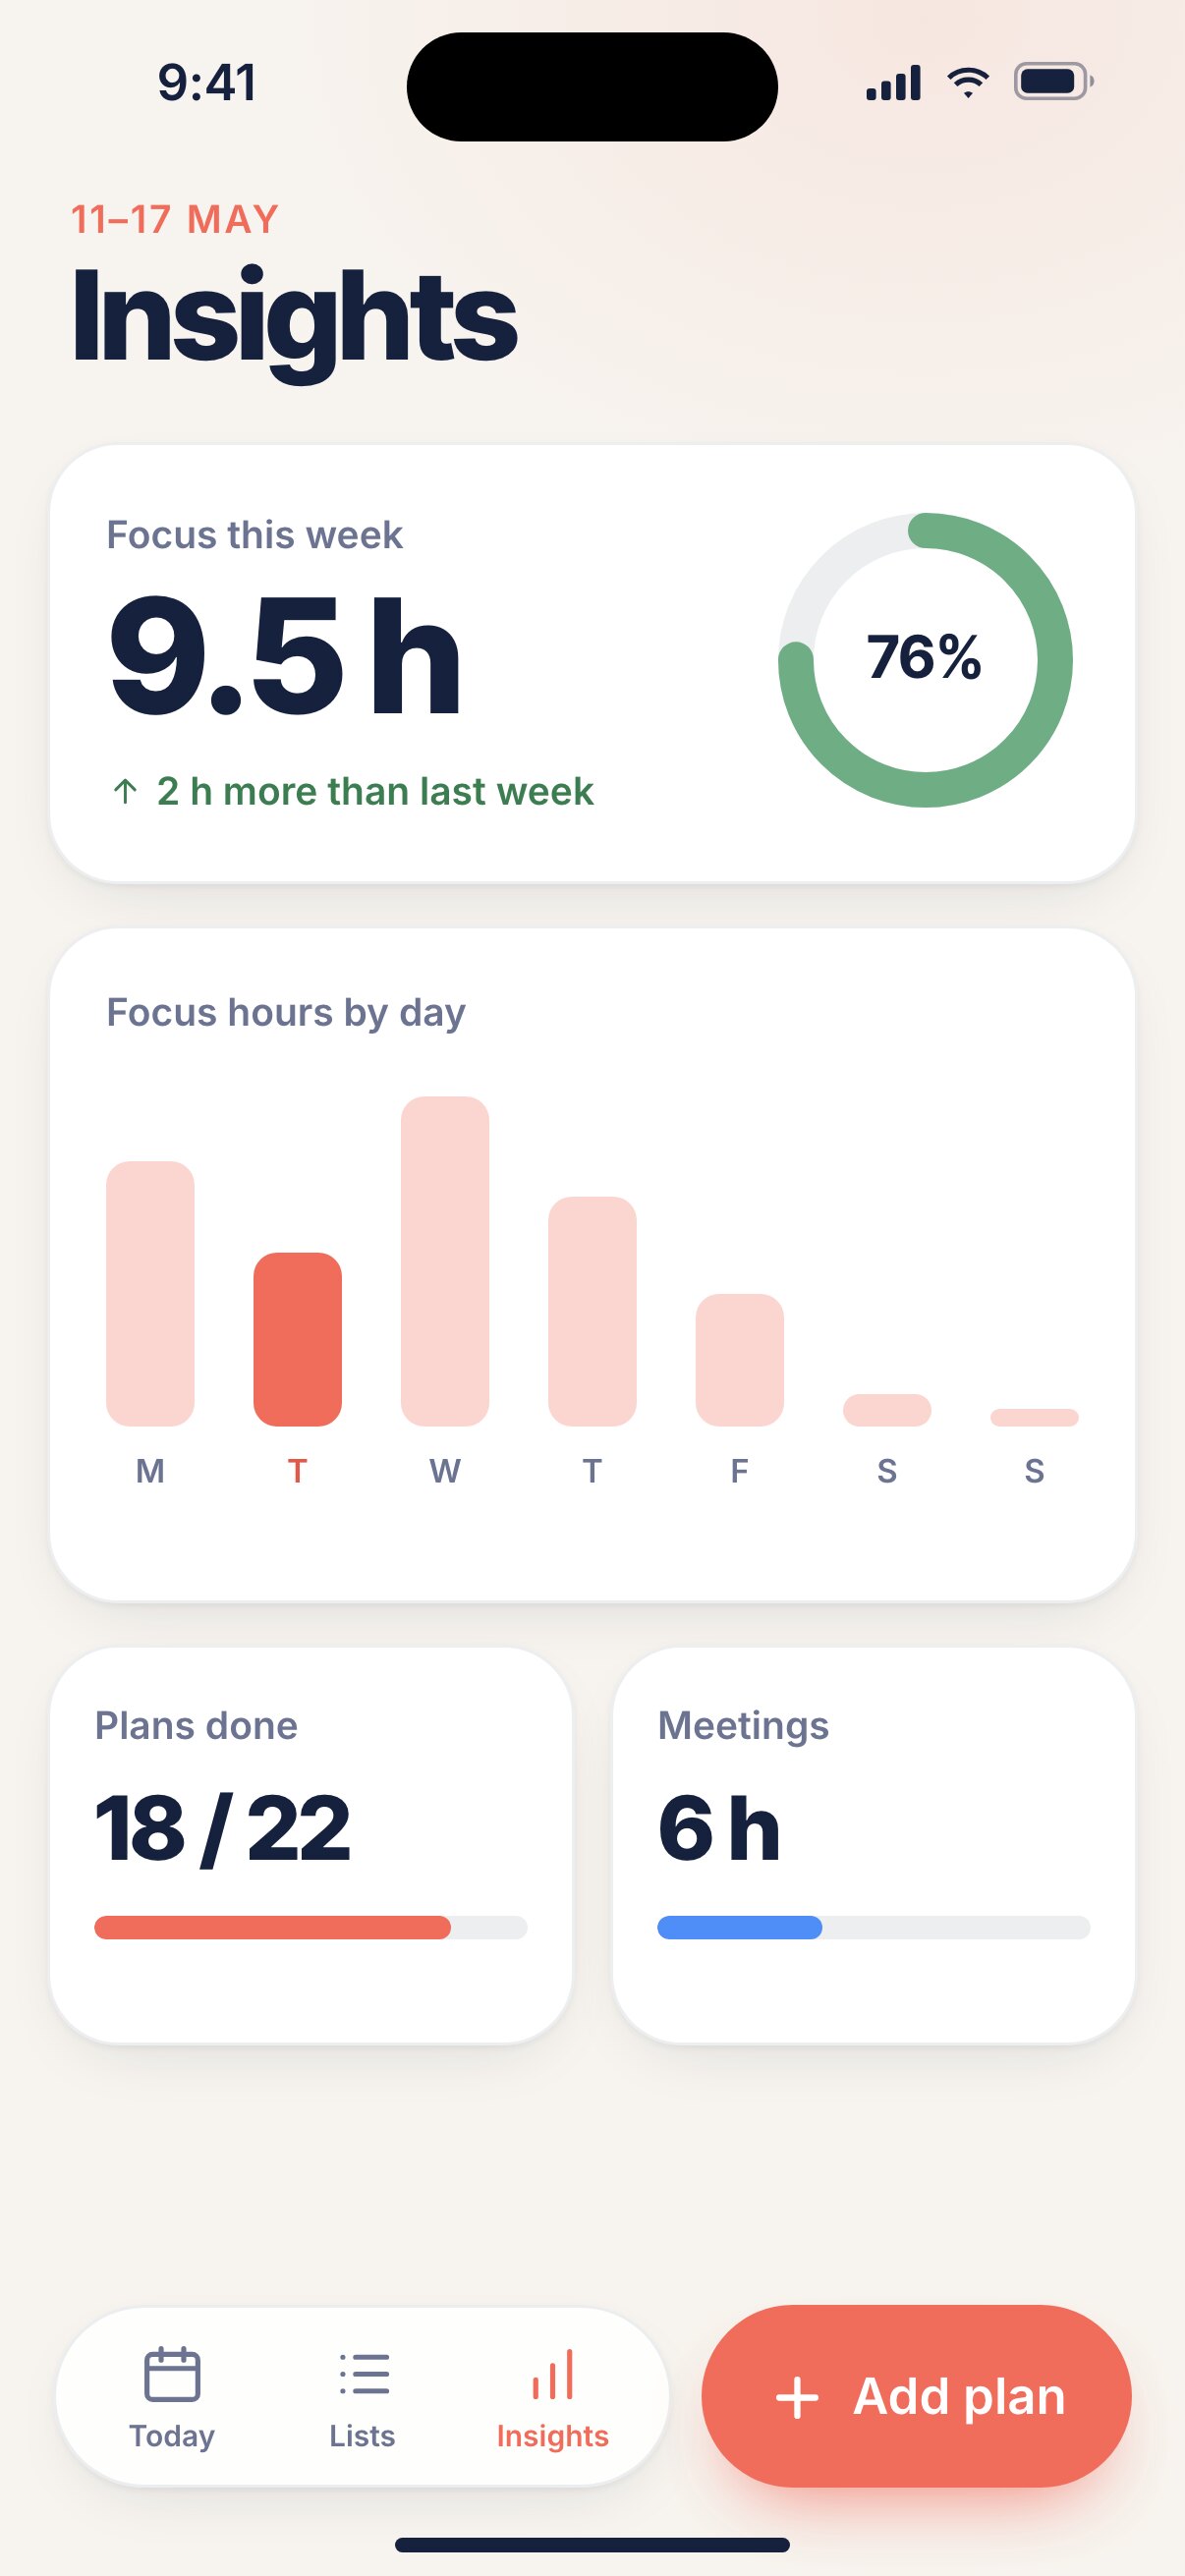 9:41
11–17 MAY
Insights
Focus this week
9.5 h
76%
↑ 2 h more than last week
Focus hours by day
M T W T F S S
Plans done
18 / 22
Meetings
6 h
Today Lists Insights
+ Add plan